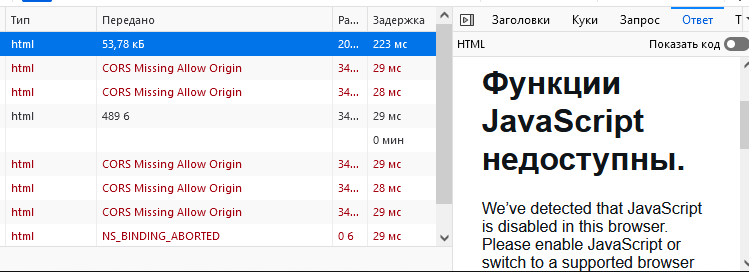 Тип Передано Ра... Задержка
html 53,78 кБ 20... 223 мс
html CORS Missing Allow Origin 34... 29 мс
html CORS Missing Allow Origin 34... 28 мс
html 489 б 34... 29 мс
0 мин
html CORS Missing Allow Origin 34... 29 мс
html CORS Missing Allow Origin 34... 28 мс
html CORS Missing Allow Origin 34... 29 мс
html NS_BINDING_ABORTED 0 б 29 мс
Заголовки Куки Запрос Ответ Т
HTML Показать код
Функции
JavaScript
недоступны.
We’ve detected that JavaScript
is disabled in this browser.
Please enable JavaScript or
switch to a supported browser